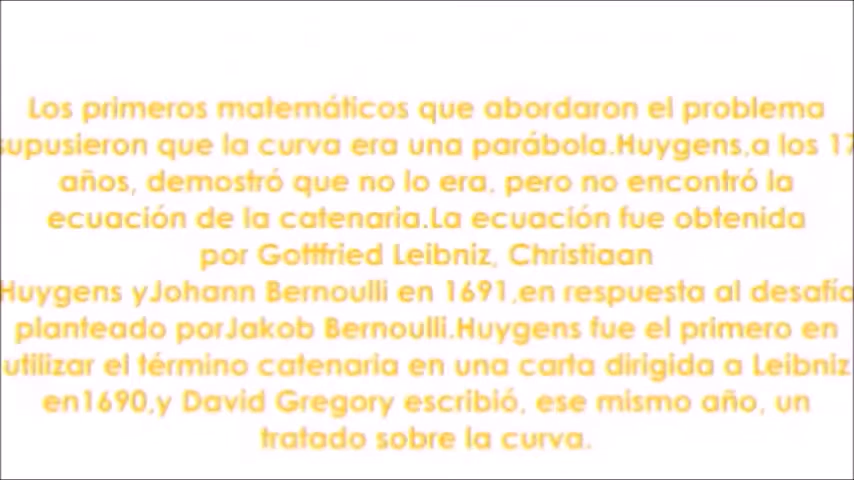 Los primeros matemáticos que abordaron el problema
supusieron que la curva era una parábola.Huygens,a los 17
años, demostró que no lo era, pero no encontró la
ecuación de la catenaria.La ecuación fue obtenida
por Gottfried Leibniz, Christiaan
Huygens yJohann Bernoulli en 1691,en respuesta al desafío
planteado porJakob Bernoulli.Huygens fue el primero en
utilizar el término catenaria en una carta dirigida a Leibniz
en1690,y David Gregory escribió, ese mismo año, un
tratado sobre la curva.